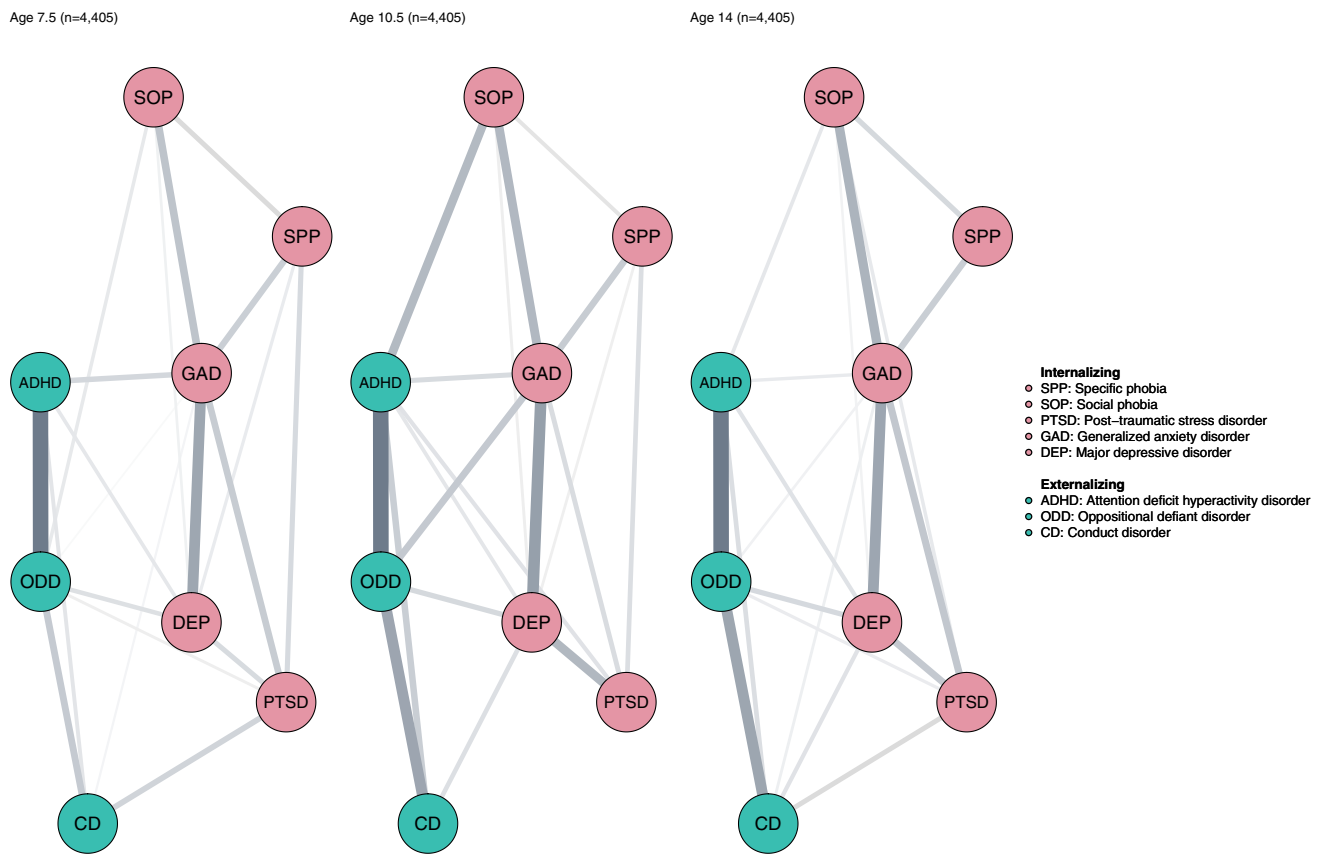 Age 7.5 (n=4,405)
Age 10.5 (n=4,405)
Age 14 (n=4,405)
SOP
SPP
GAD
ADHD
ODD
DEP
PTSD
CD
SOP
SPP
GAD
ADHD
ODD
DEP
PTSD
CD
SOP
SPP
GAD
ADHD
ODD
DEP
PTSD
CD
Internalizing
SPP: Specific phobia
SOP: Social phobia
PTSD: Post−traumatic stress disorder
GAD: Generalized anxiety disorder
DEP: Major depressive disorder
Externalizing
ADHD: Attention deficit hyperactivity disorder
ODD: Oppositional defiant disorder
CD: Conduct disorder